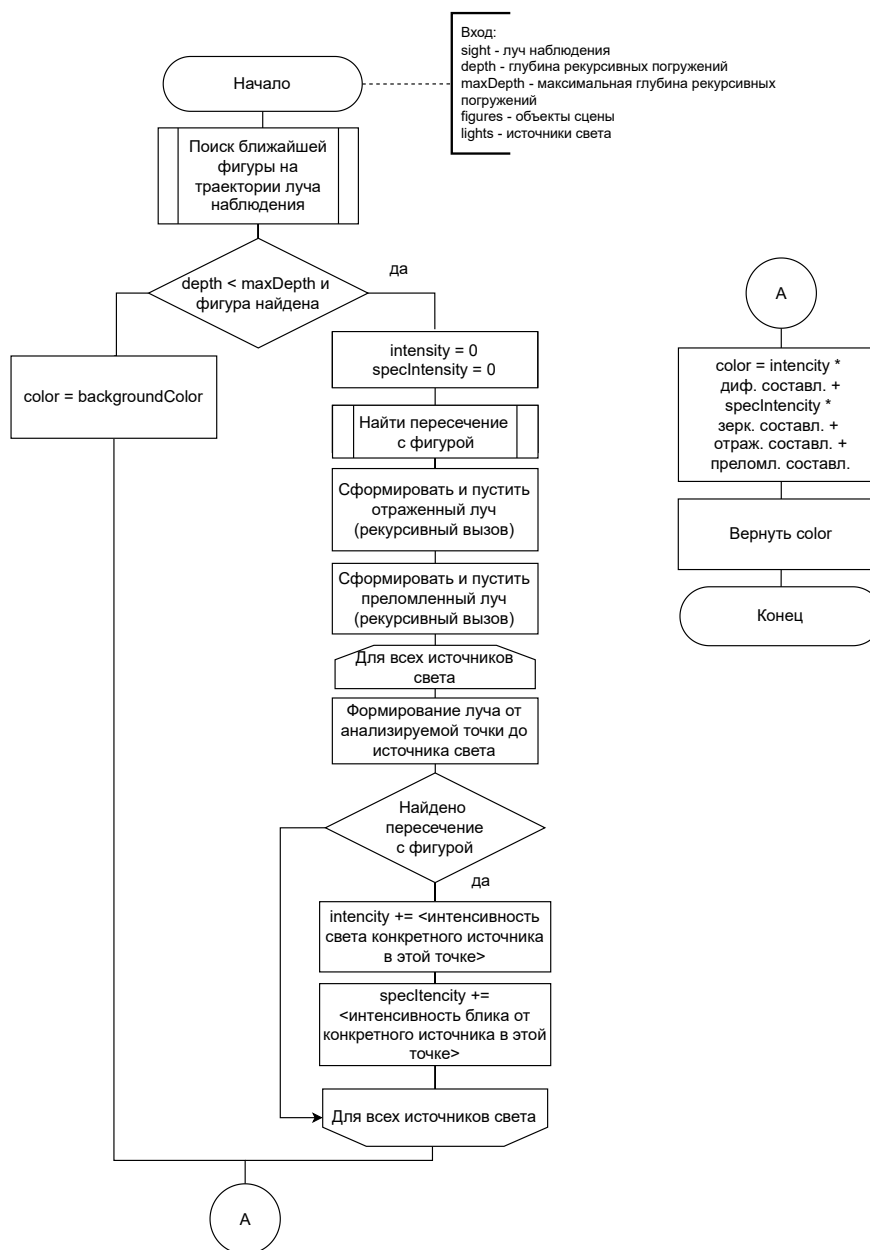 Вход:
sight - луч наблюдения
depth - глубина рекурсивных погружений
maxDepth - максимальная глубина рекурсивных
погружений
figures - объекты сцены
lights - источники света
Начало
Поиск ближайшей
фигуры на
траектории луча
наблюдения
да
depth < maxDepth и
фигура найдена
color = backgroundColor
intensity = 0
specIntensity = 0
Найти пересечение
с фигурой
Сформировать и пустить
отраженный луч
(рекурсивный вызов)
Сформировать и пустить
преломленный луч
(рекурсивный вызов)
Для всех источников
света
Формирование луча от
анализируемой точки до
источника света
Найдено
пересечение
с фигурой
да
intencity += <интенсивность
света конкретного источника
в этой точке>
specItencity +=
<интенсивность блика от
конкретного источника в этой
точке>
Для всех источников света
A
A
color = intencity *
диф. составл. +
specIntencity *
зерк. составл. +
отраж. составл. +
преломл. составл.
Вернуть color
Конец